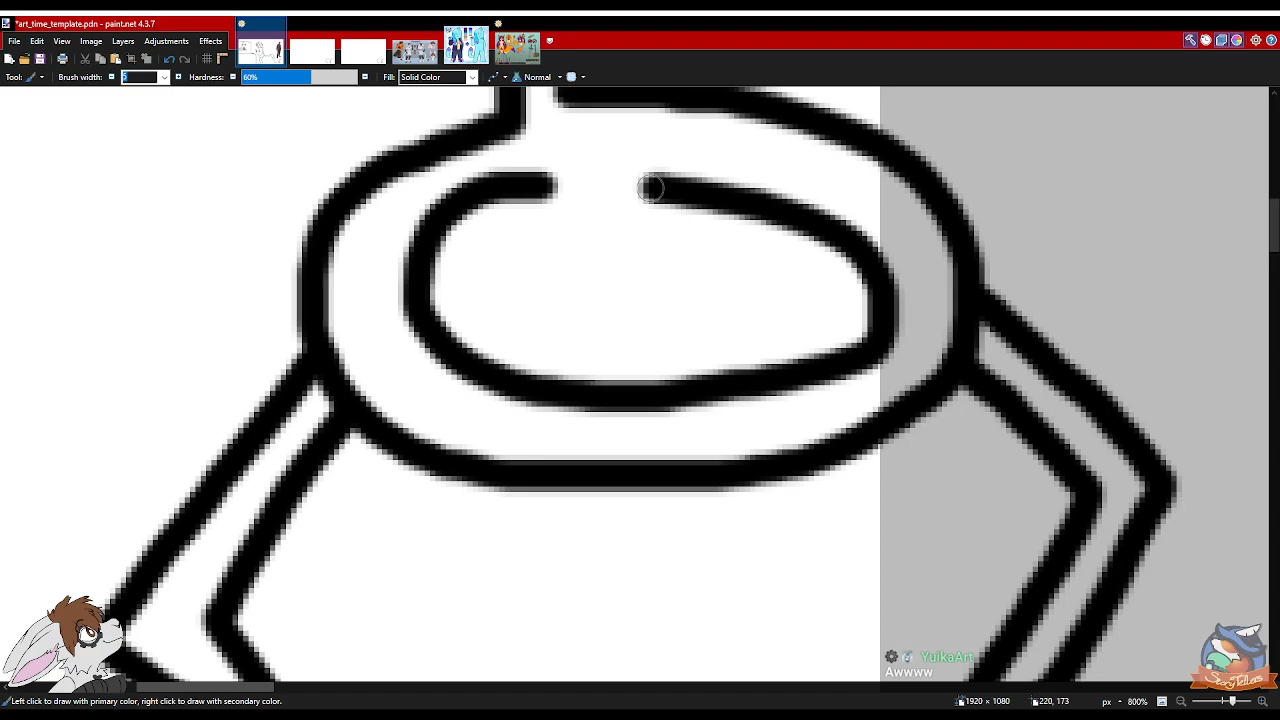 *art_time_template.pdn - paint.net 4.3.7
File Edit View Image Layers Adjustments Effects
Tool: Brush width: 5 Hardness: 60% Fill: Solid Color Normal
YuikaArt
Awwww
StoryTellers
Left click to draw with primary color, right click to draw with secondary color. 1920 × 1080 220, 173 px 800%